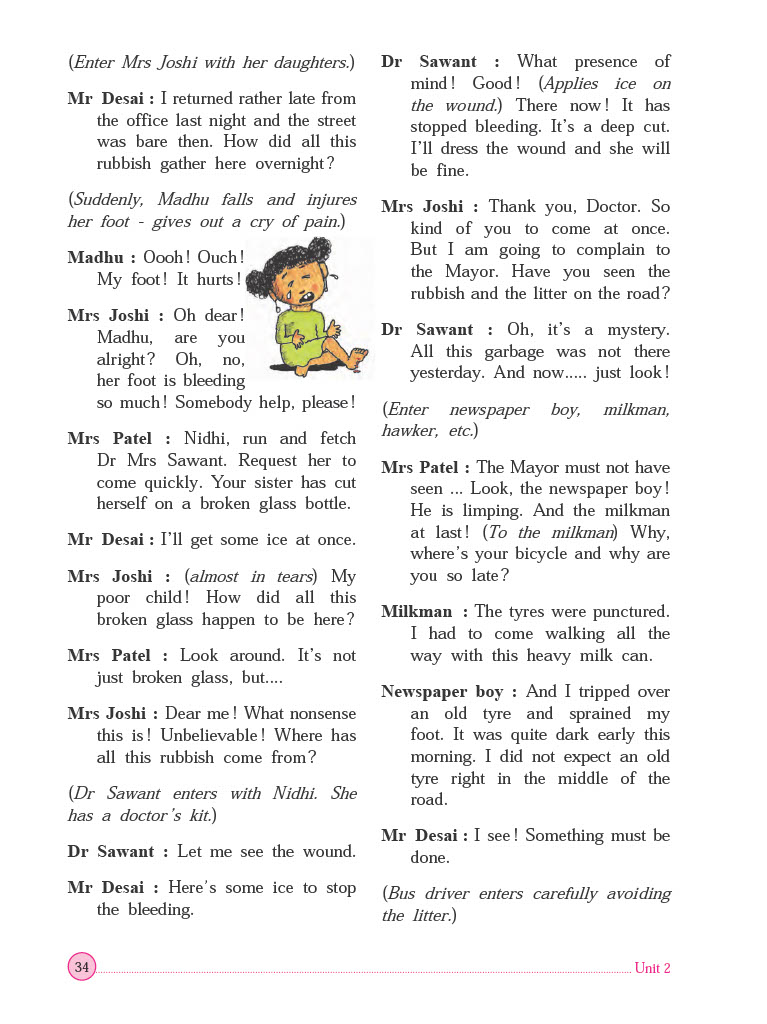 (Enter Mrs Joshi with her daughters.)
Mr Desai : I returned rather late from
the office last night and the street
was bare then. How did all this
rubbish gather here overnight?
(Suddenly, Madhu falls and injures
her foot - gives out a cry of pain.)
Madhu : Oooh! Ouch!
My foot! It hurts!
Mrs Joshi : Oh dear!
Madhu, are you
alright? Oh, no,
her foot is bleeding
so much! Somebody help, please!
Mrs Patel : Nidhi, run and fetch
Dr Mrs Sawant. Request her to
come quickly. Your sister has cut
herself on a broken glass bottle.
Mr Desai : I'll get some ice at once.
Mrs Joshi : (almost in tears) My
poor child! How did all this
broken glass happen to be here?
Mrs Patel : Look around. It's not
just broken glass, but....
Mrs Joshi : Dear me! What nonsense
this is! Unbelievable! Where has
all this rubbish come from?
(Dr Sawant enters with Nidhi. She
has a doctor's kit.)
Dr Sawant : Let me see the wound.
Mr Desai : Here's some ice to stop
the bleeding.
Dr Sawant : What presence of
mind! Good! (Applies ice on
the wound.) There now! It has
stopped bleeding. It's a deep cut.
I'll dress the wound and she will
be fine.
Mrs Joshi : Thank you, Doctor. So
kind of you to come at once.
But I am going to complain to
the Mayor. Have you seen the
rubbish and the litter on the road?
Dr Sawant : Oh, it's a mystery.
All this garbage was not there
yesterday. And now..... just look!
(Enter newspaper boy, milkman,
hawker, etc.)
Mrs Patel : The Mayor must not have
seen ... Look, the newspaper boy!
He is limping. And the milkman
at last! (To the milkman) Why,
where's your bicycle and why are
you so late?
Milkman : The tyres were punctured.
I had to come walking all the
way with this heavy milk can.
Newspaper boy : And I tripped over
an old tyre and sprained my
foot. It was quite dark early this
morning. I did not expect an old
tyre right in the middle of the
road.
Mr Desai : I see! Something must be
done.
(Bus driver enters carefully avoiding
the litter.)
34
Unit 2